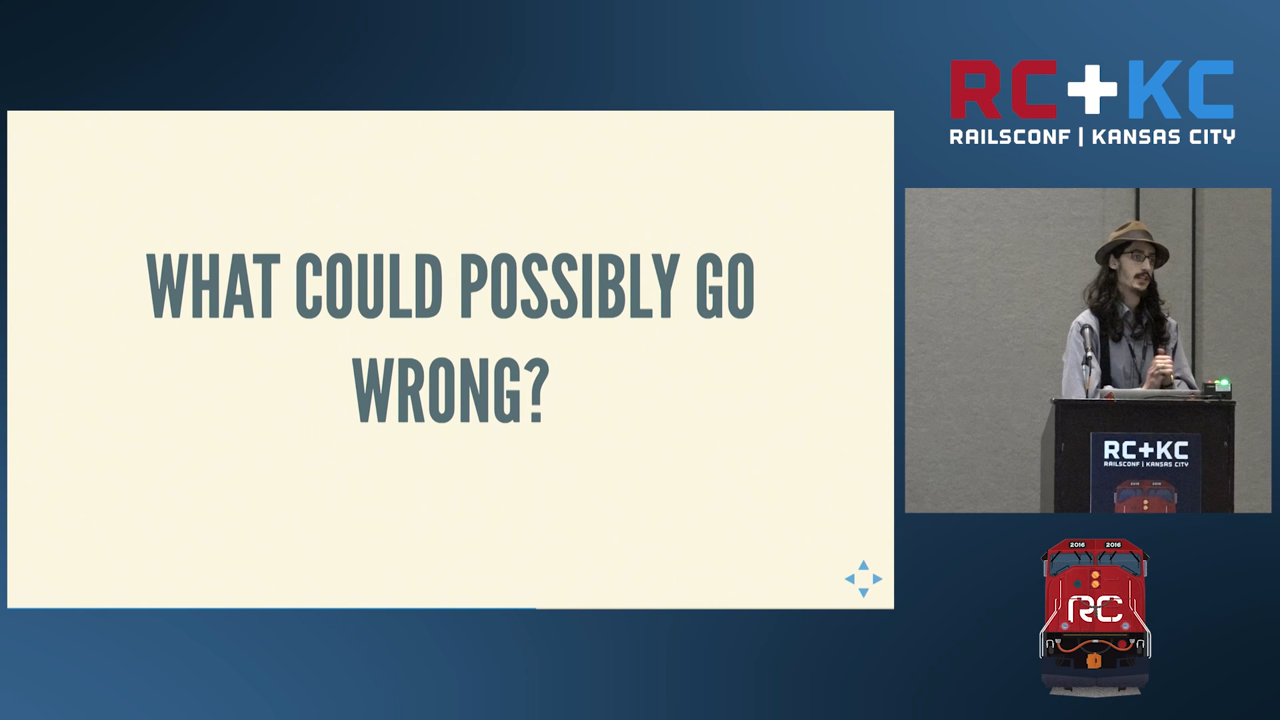 WHAT COULD POSSIBLY GO
WRONG?
RC+KC
RAILSCONF | KANSAS CITY
RC+KC
RAILSCONF | KANSAS CITY
2016 2016
RC